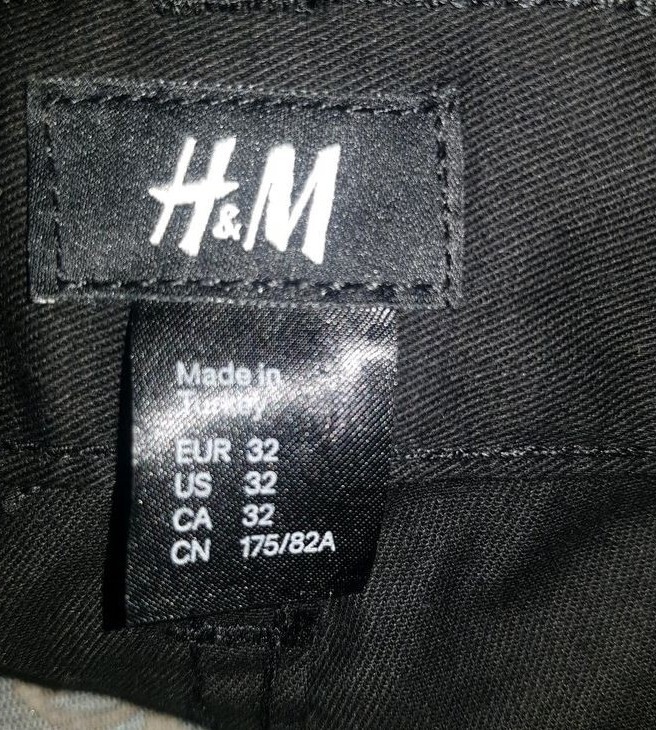 H&M
Made in
Turkey
EUR 32
US 32
CA 32
CN 175/82A